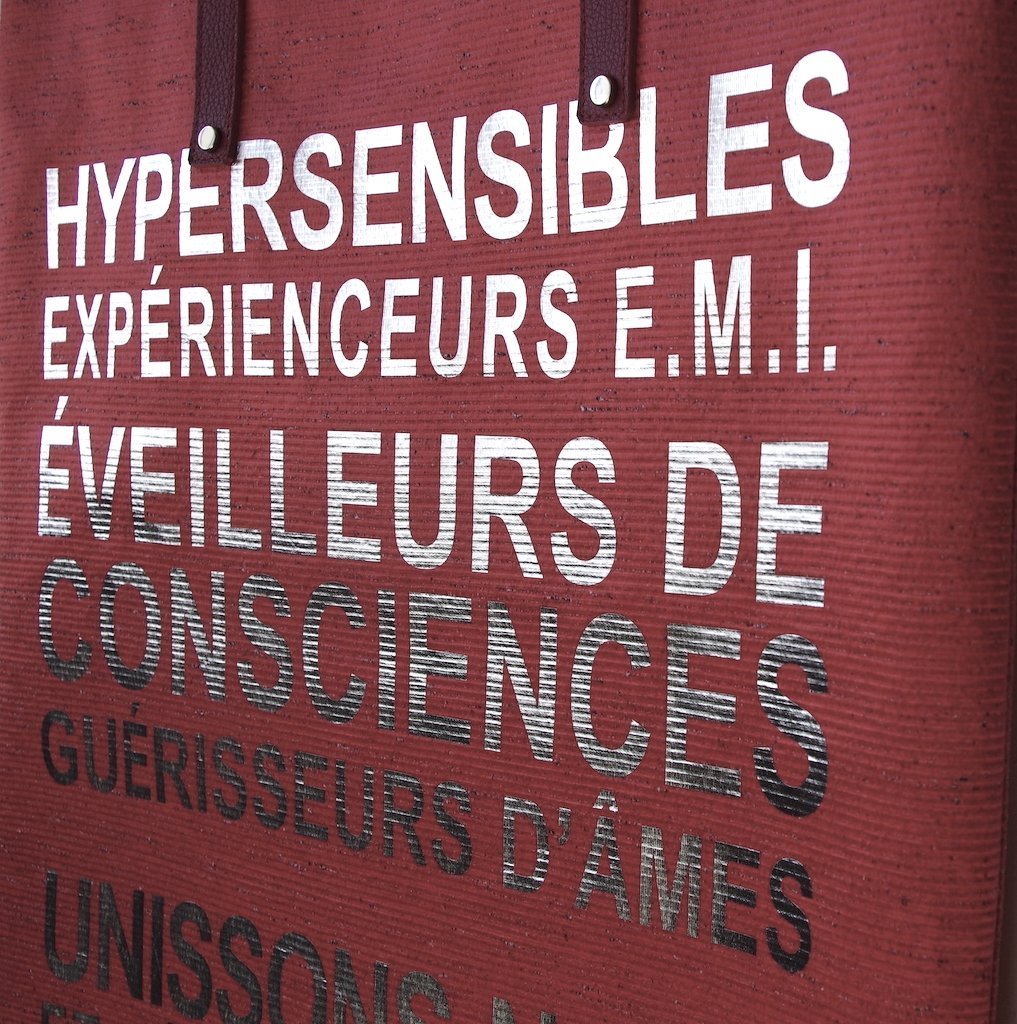 HYPERSENSIBLES
EXPÉRIENCEURS E.M.I.
ÉVEILLEURS DE
CONSCIENCES
GUÉRISSEURS D'ÂMES
UNISSONS